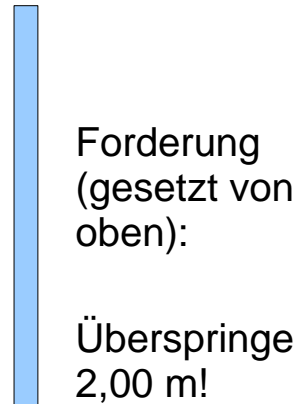 Forderung
(gesetzt von
oben):
Überspringe
2,00 m!